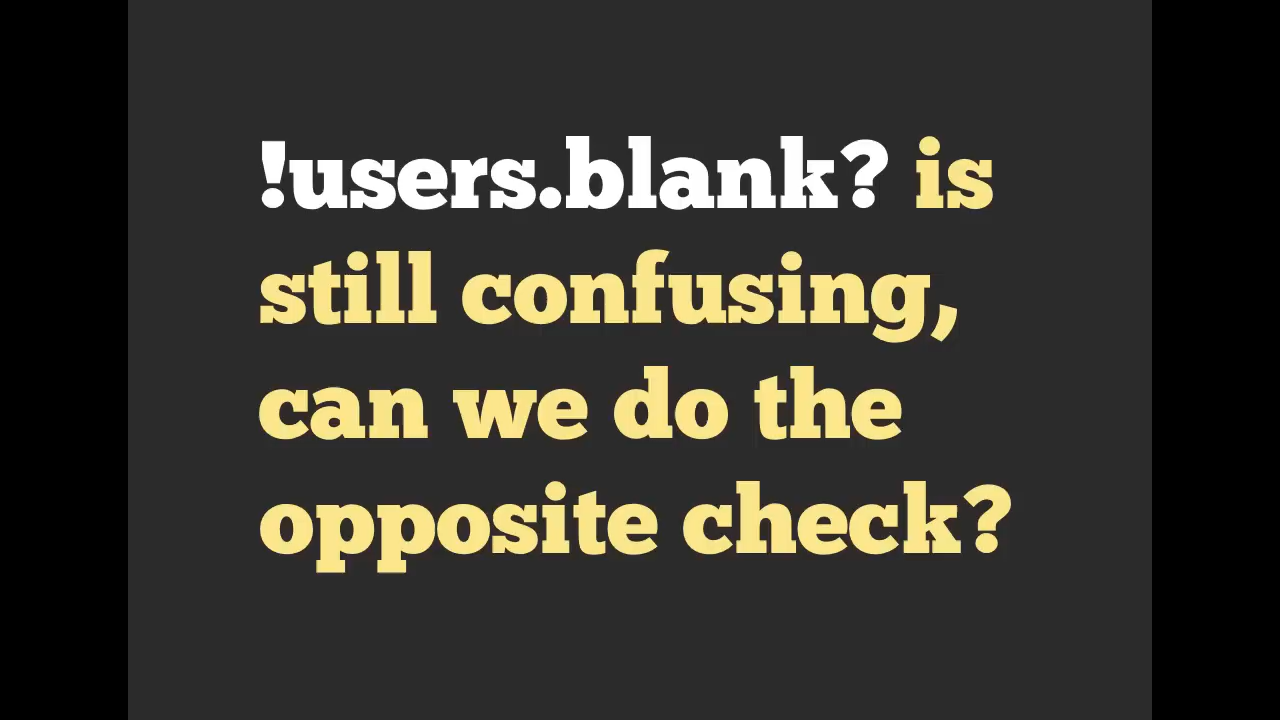 !users.blank? is
still confusing,
can we do the
opposite check?